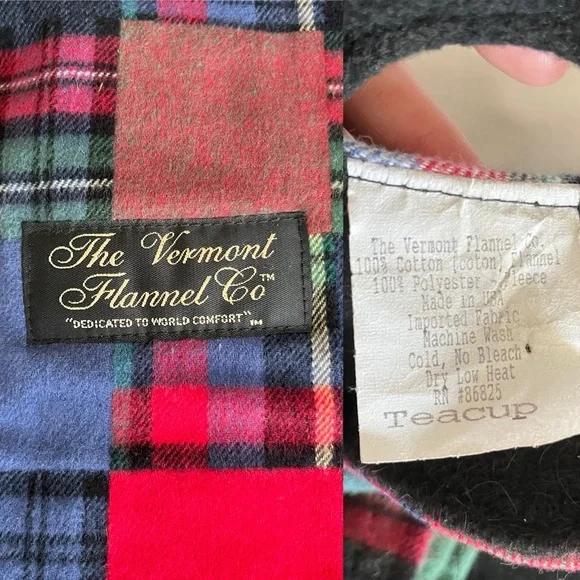 The Vermont
Flannel Co™
"DEDICATED TO WORLD COMFORT"™
The Vermont Flannel Co.
100% Cotton [coton] Flannel
100% Polyester Fleece
Made in USA
Imported Fabric
Machine Wash
Cold, No Bleach
Dry Low Heat
RN #86825
Teacup